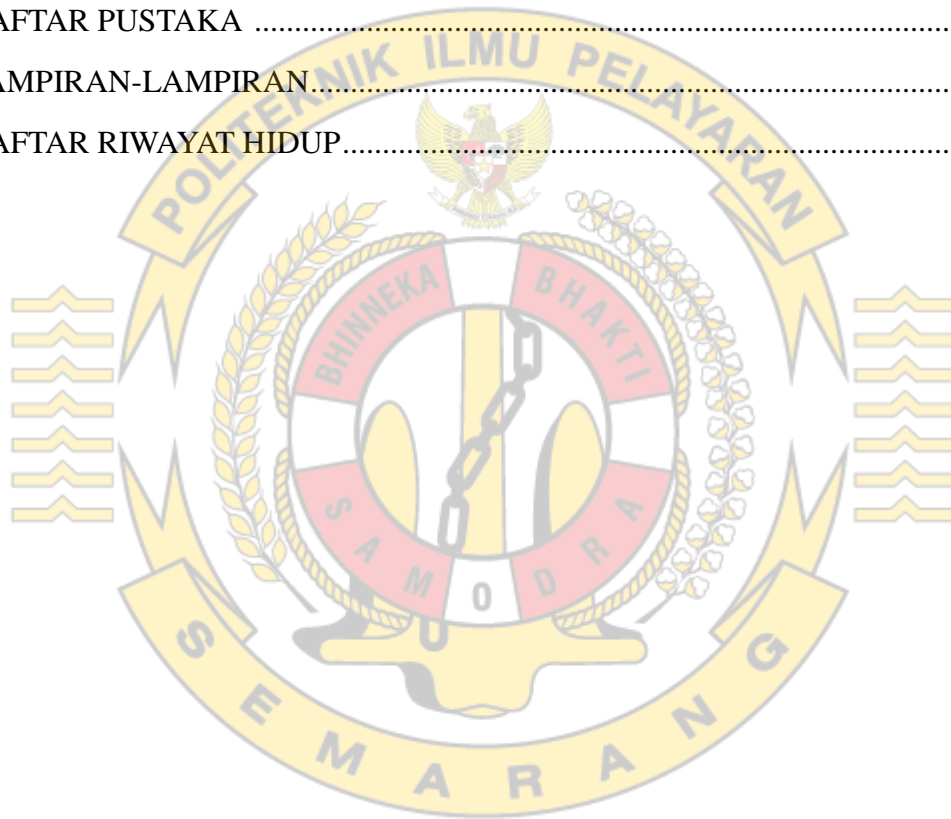 AFTAR PUSTAKA ........................................................................................
AMPIRAN-LAMPIRAN................................................................................
AFTAR RIWAYAT HIDUP............................................................................
POLITEKNIK ILMU PELAYARAN
BHINNEKA BHAKTI
SAMODRA
SEMARANG